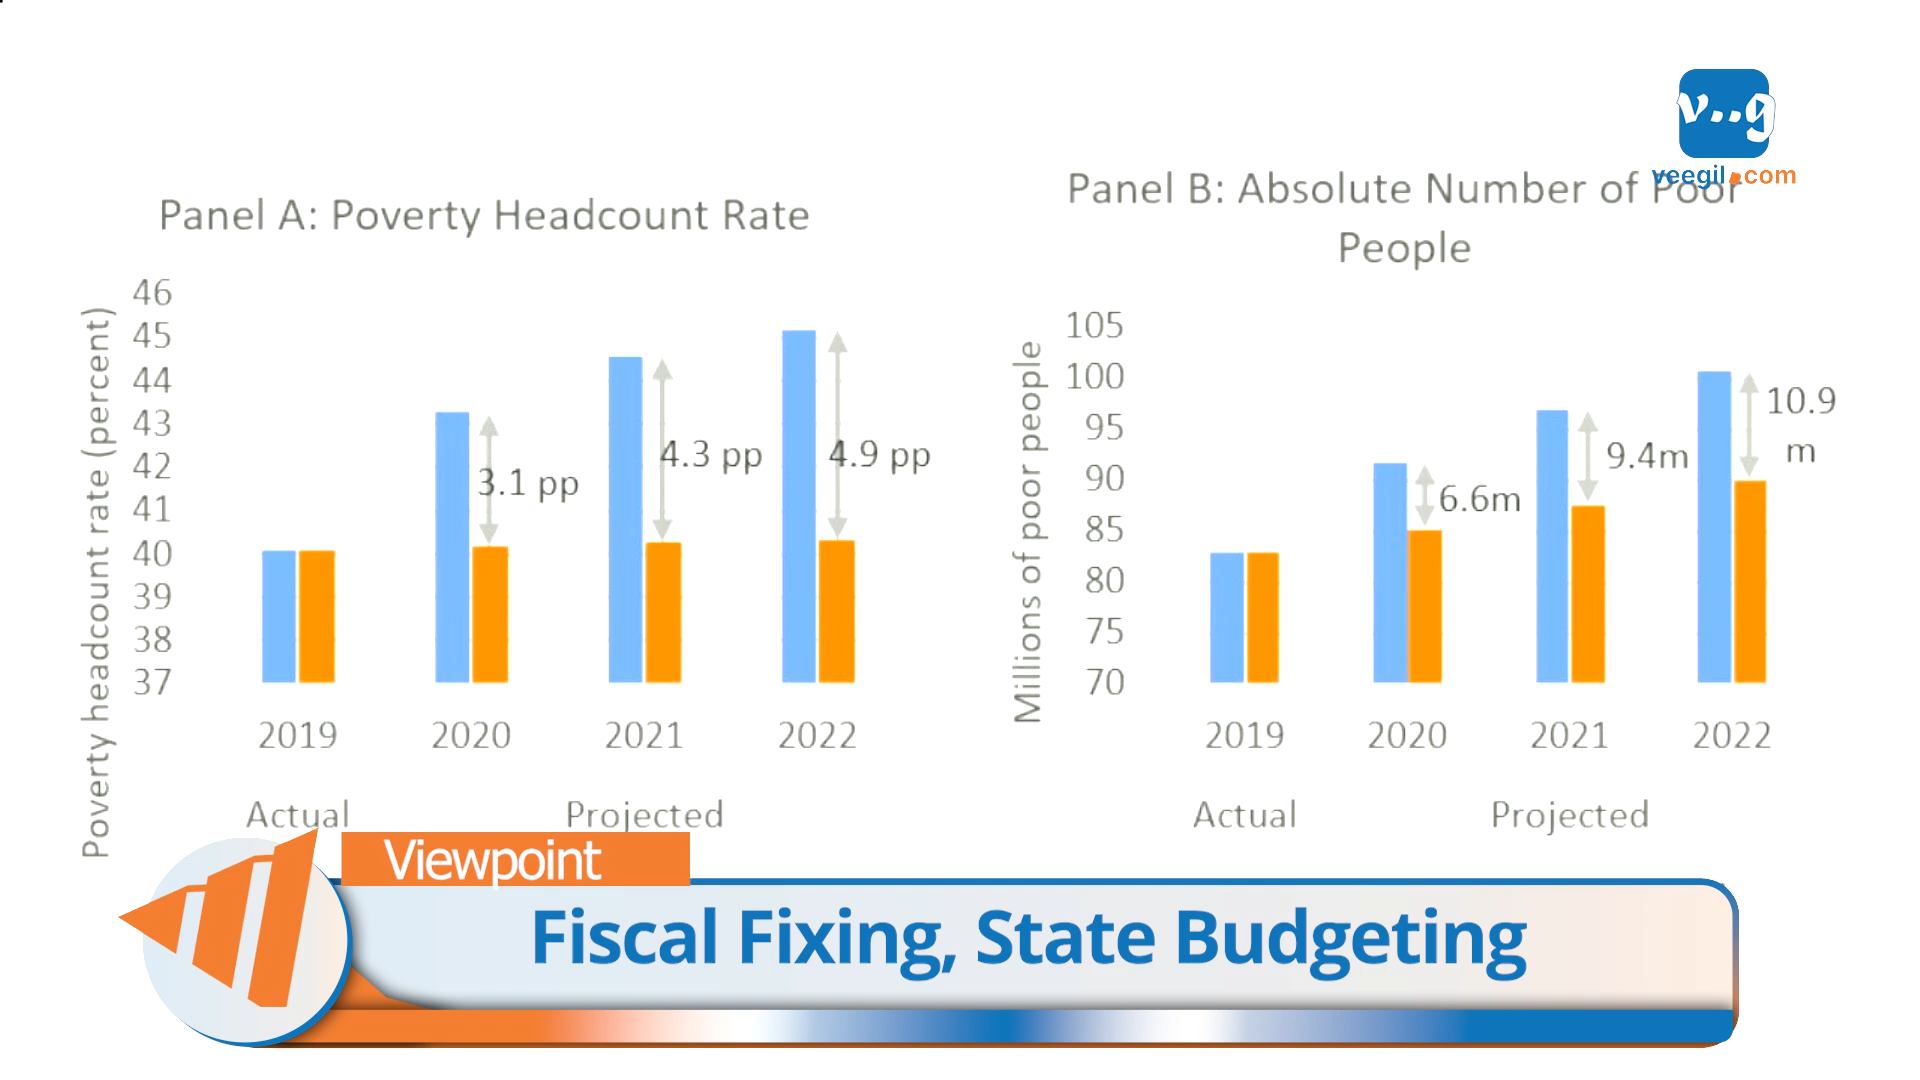 v..g
veegil.com
Panel A: Poverty Headcount Rate
Poverty headcount rate (percent)
46
45
44
43
42
41
40
39
38
37
3.1 pp
4.3 pp
4.9 pp
2019
2020
2021
2022
Actual
Projected
Panel B: Absolute Number of Poor
People
Millions of poor people
105
100
95
90
85
80
75
70
6.6m
9.4m
10.9
m
2019
2020
2021
2022
Actual
Projected
Viewpoint
Fiscal Fixing, State Budgeting